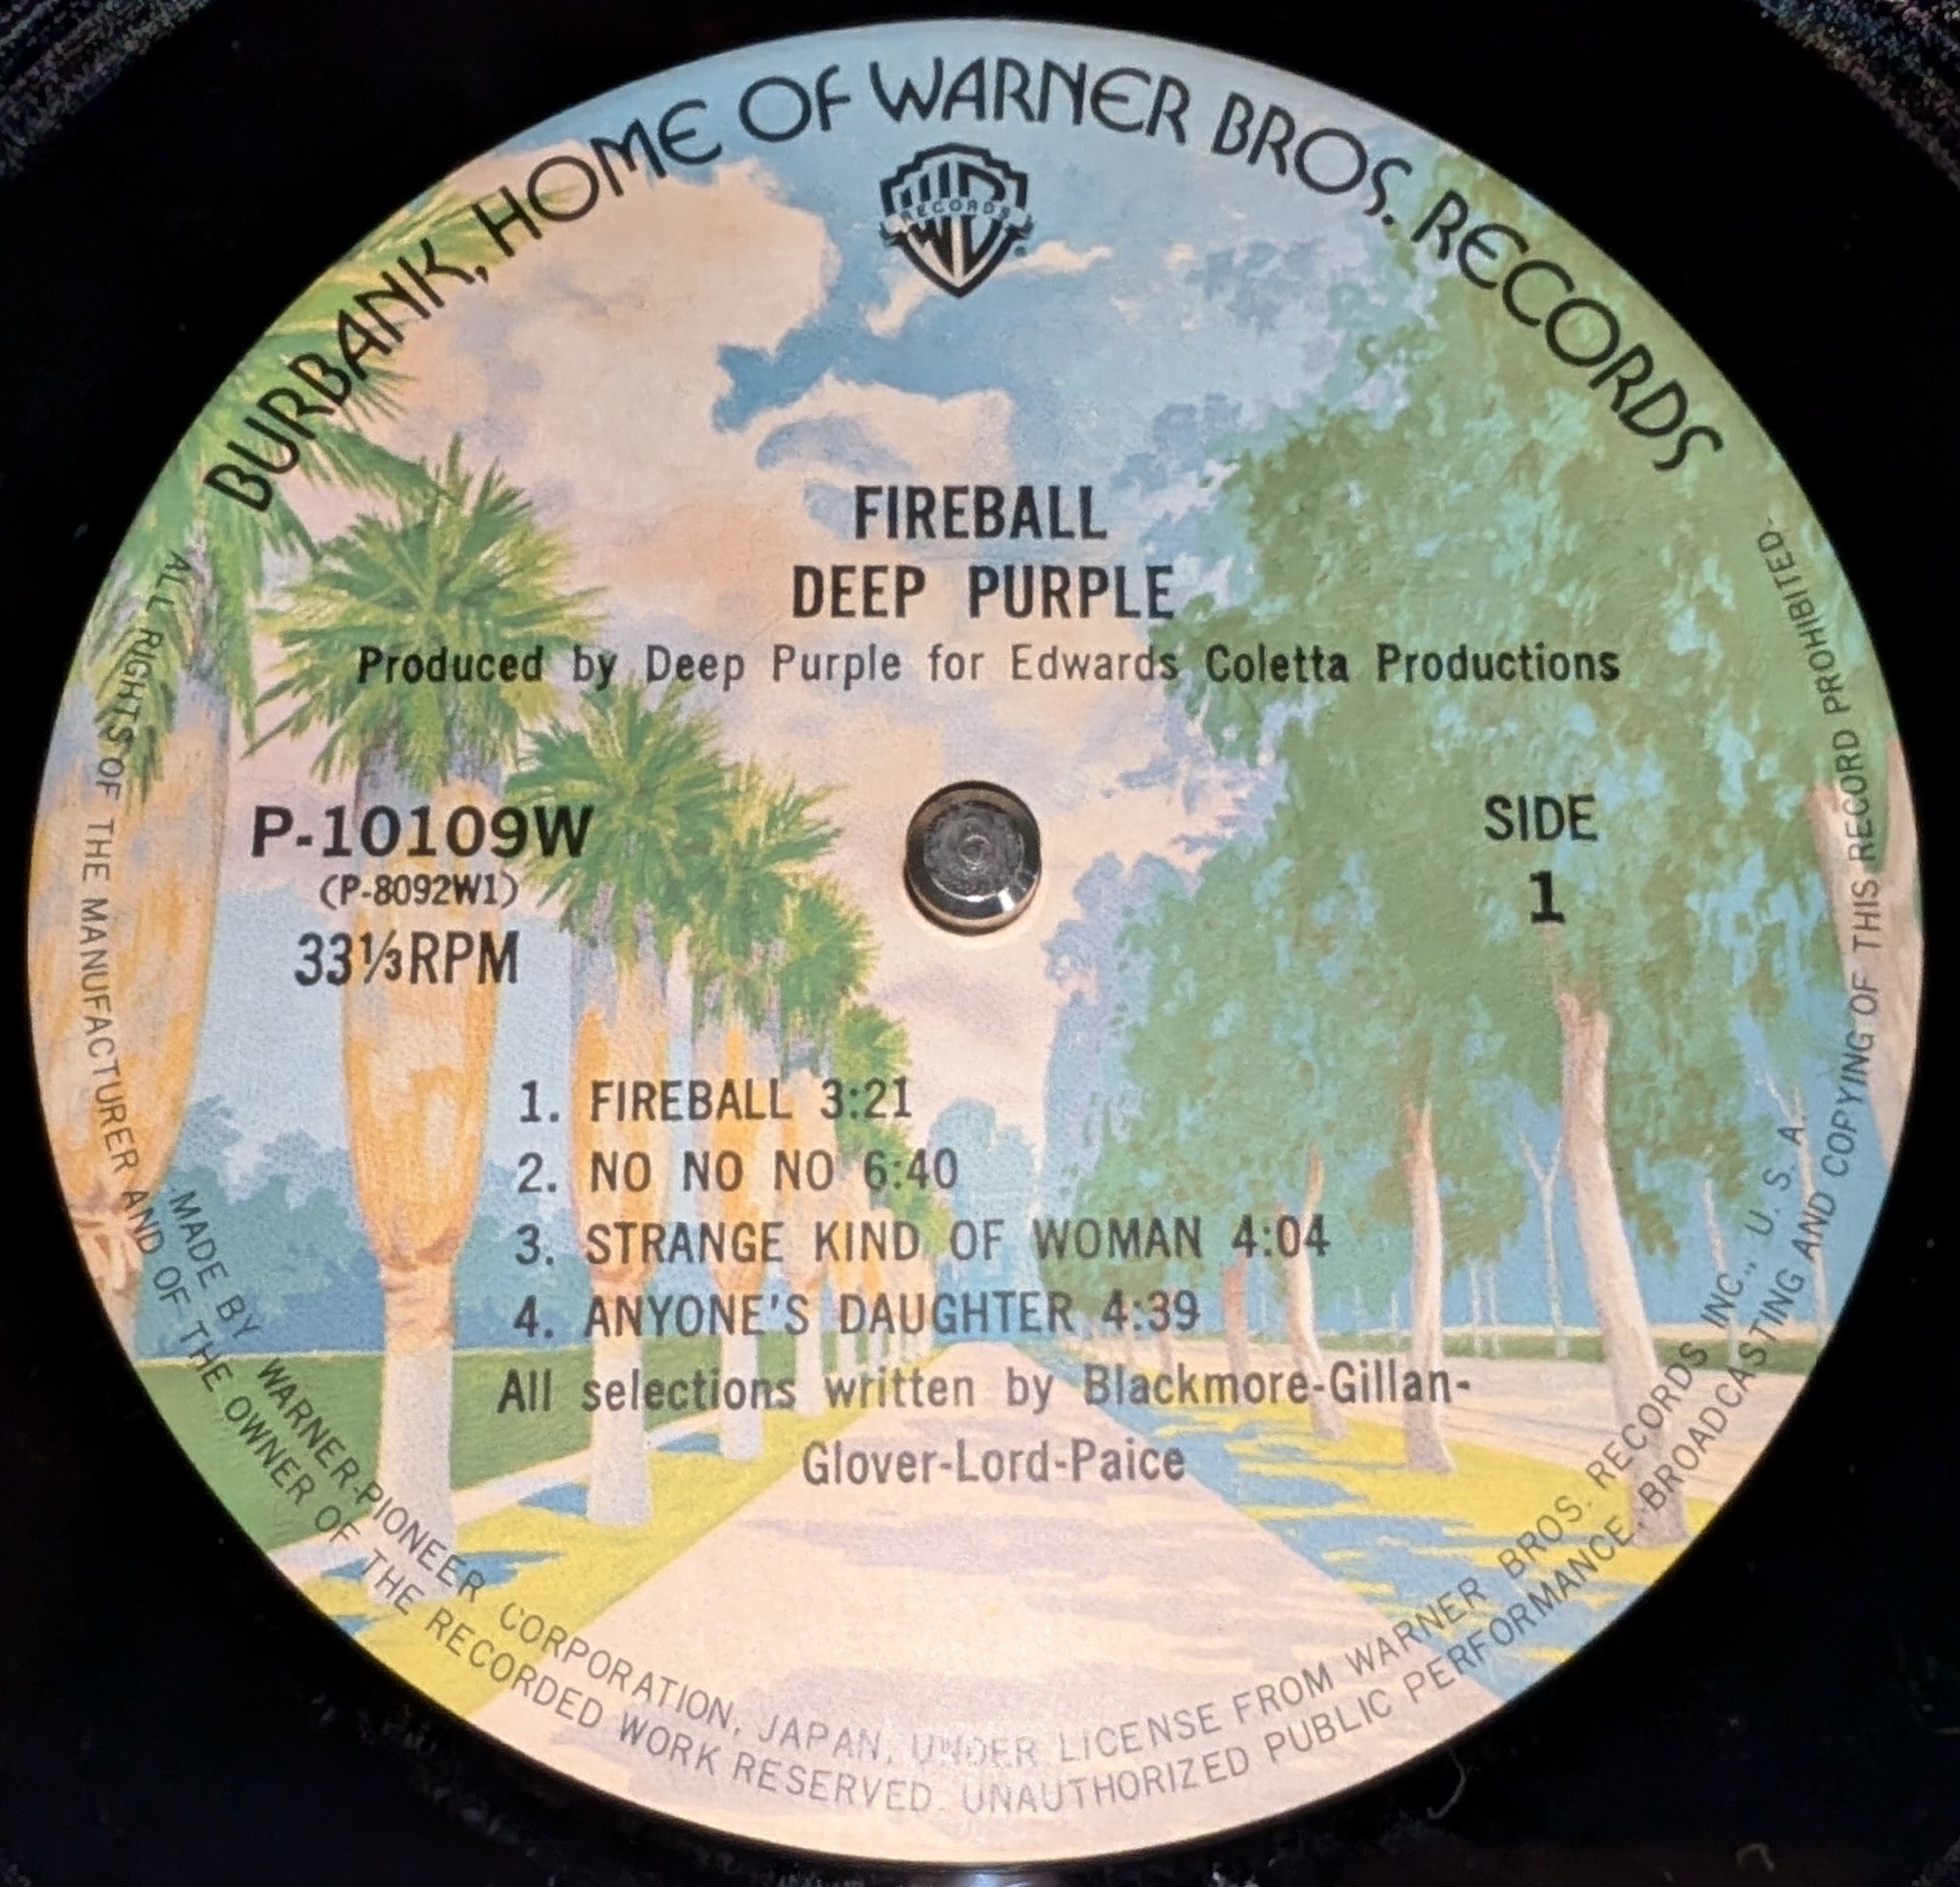 BURBANK, HOME OF WARNER BROS. RECORDS
RECORDS
FIREBALL
DEEP PURPLE
Produced by Deep Purple for Edwards Coletta Productions
P-10109W
(P-8092W1)
33⅓RPM
SIDE
1
1. FIREBALL 3:21
2. NO NO NO 6:40
3. STRANGE KIND OF WOMAN 4:04
4. ANYONE'S DAUGHTER 4:39
All selections written by Blackmore-Gillan-
Glover-Lord-Paice
MADE BY WARNER-PIONEER CORPORATION, JAPAN, UNDER LICENSE FROM WARNER BROS. RECORDS INC., U. S. A.
ALL RIGHTS OF THE MANUFACTURER AND OF THE OWNER OF THE RECORDED WORK RESERVED. UNAUTHORIZED PUBLIC PERFORMANCE, BROADCASTING AND COPYING OF THIS RECORD PROHIBITED.